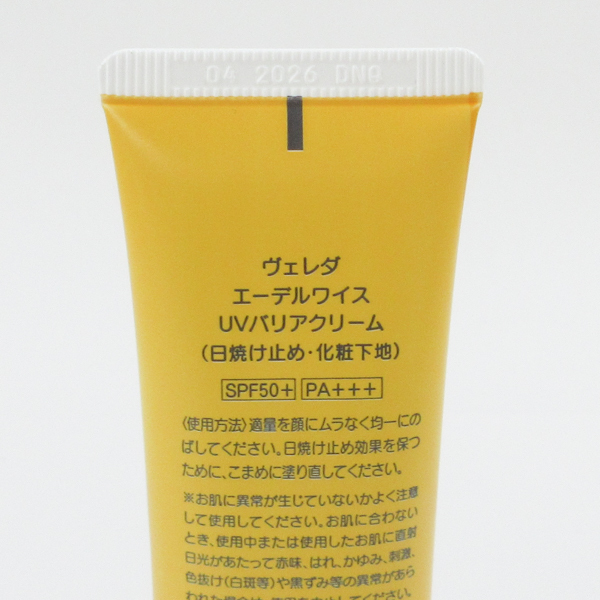 04 2026 DNQ
ヴェレダ
エーデルワイス
UVバリアクリーム
(日焼け止め・化粧下地)
SPF50+ PA+++
〈使用方法〉適量を顔にムラなく均一にの
ばしてください。日焼け止め効果を保つ
ために、こまめに塗り直してください。
※お肌に異常が生じていないかよく注意
して使用してください。お肌に合わない
とき、使用中または使用したお肌に直射
日光があたって赤味、はれ、かゆみ、刺激、
色抜け(白斑等)や黒ずみ等の異常があら